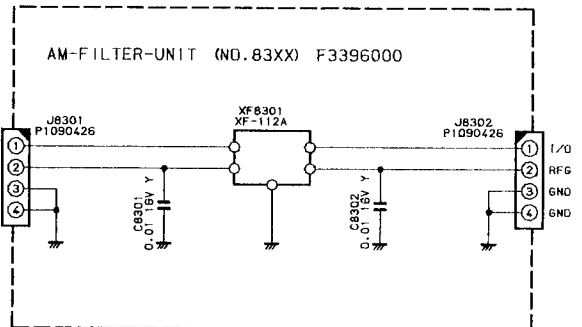 AM-FILTER-UNIT (NO.83XX) F3396000
XF8301
XF-112A
J8301
P1090426
J8302
P1090426
1
2
3
4
1 I/O
2 RFG
3 GND
4 GND
C8301
0.01 16V Y
C8302
0.01 16V Y